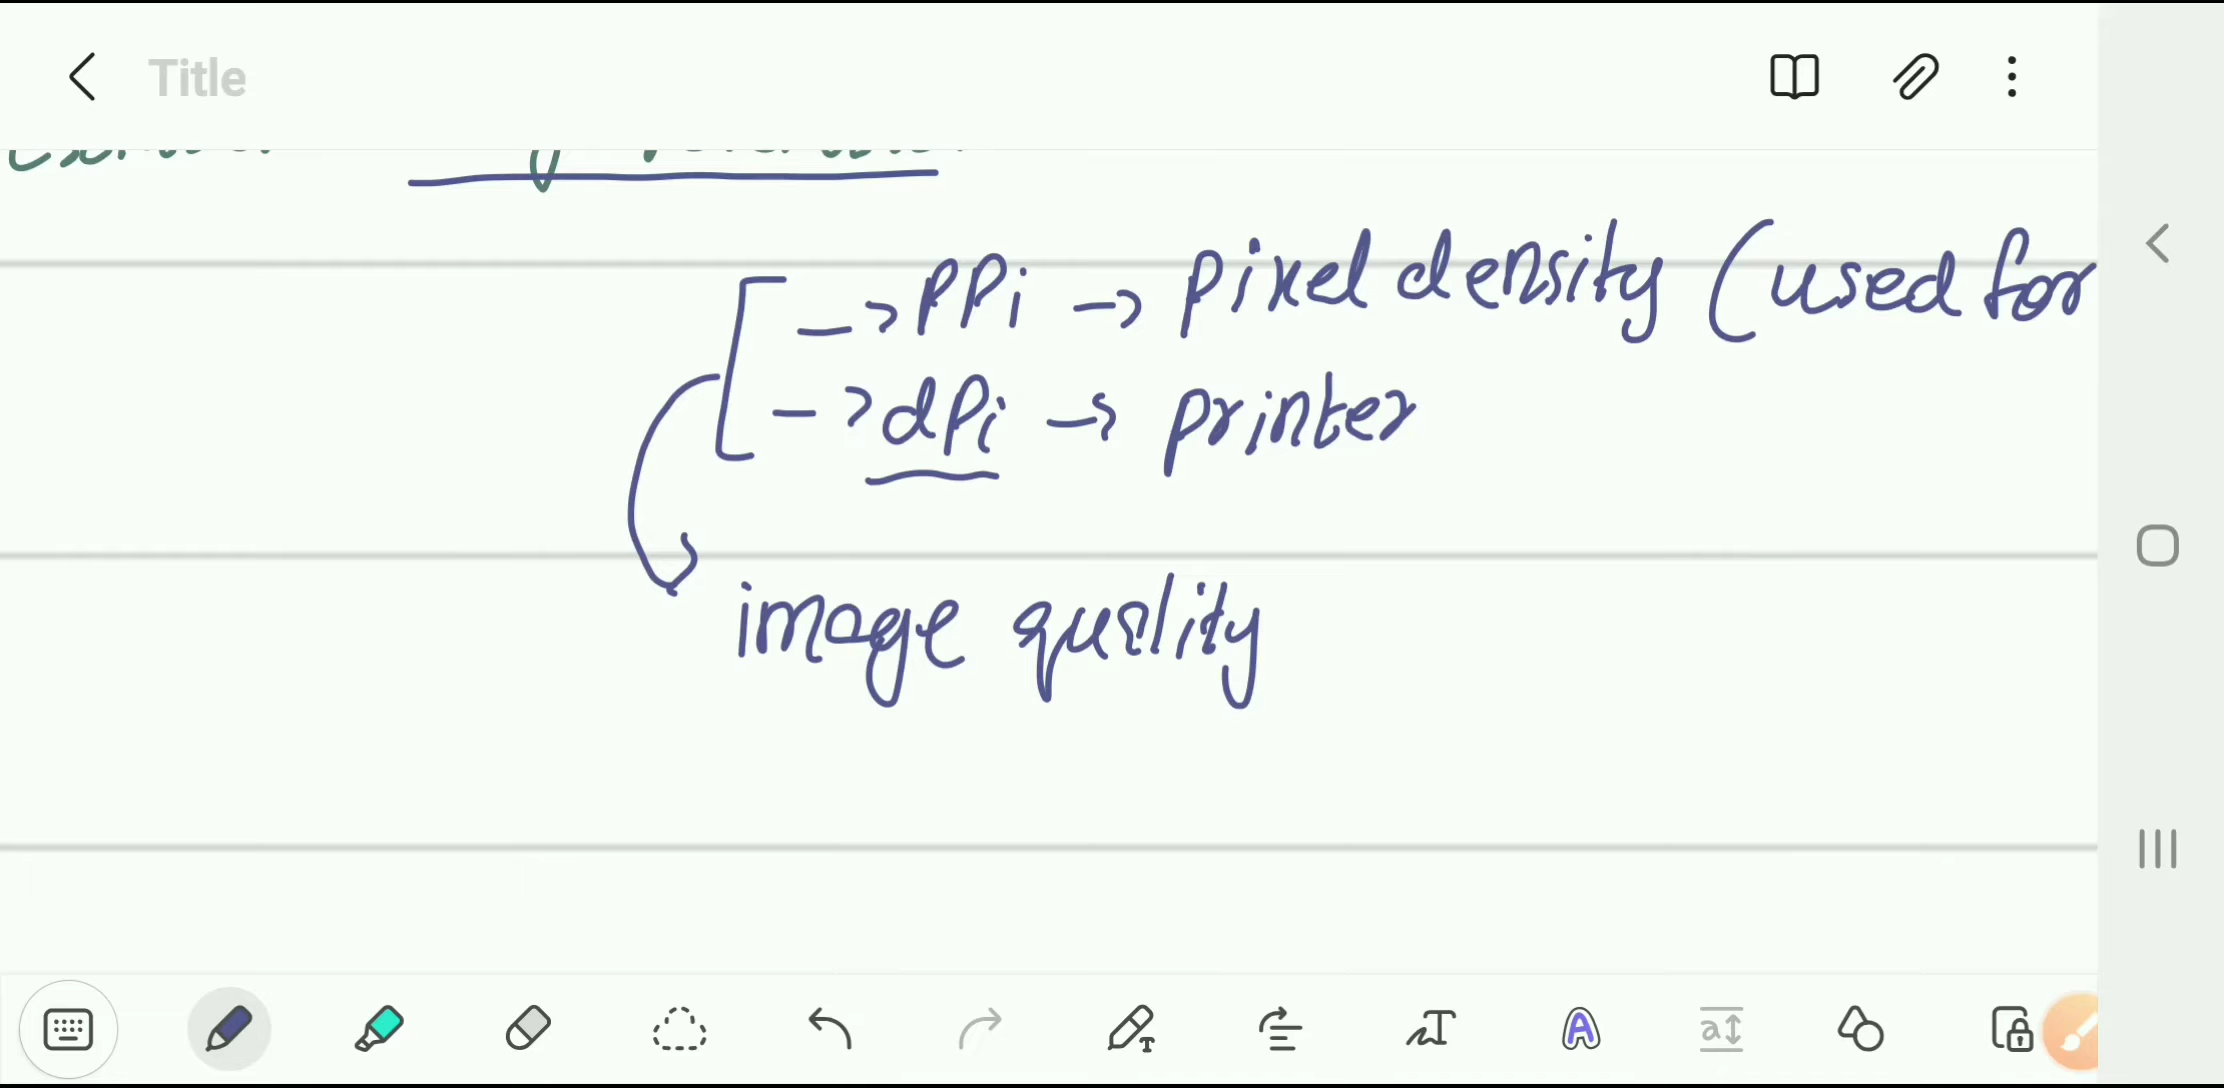 Title
→ PPi → pixel density (used for
→ dPi → printer
image quality